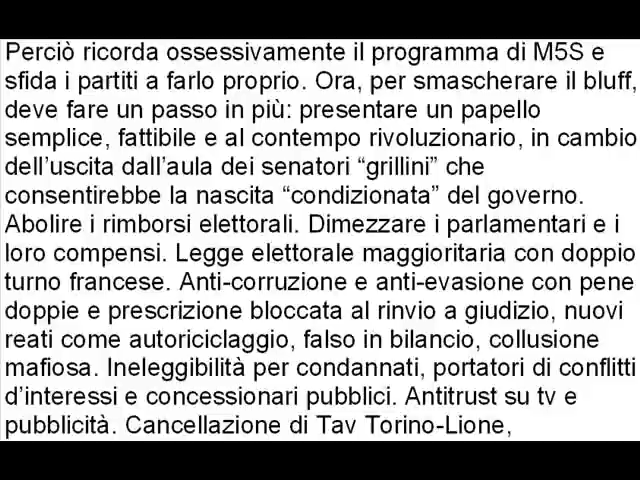 Perciò ricorda ossessivamente il programma di M5S e
sfida i partiti a farlo proprio. Ora, per smascherare il bluff,
deve fare un passo in più: presentare un papello
semplice, fattibile e al contempo rivoluzionario, in cambio
dell’uscita dall’aula dei senatori “grillini” che
consentirebbe la nascita “condizionata” del governo.
Abolire i rimborsi elettorali. Dimezzare i parlamentari e i
loro compensi. Legge elettorale maggioritaria con doppio
turno francese. Anti-corruzione e anti-evasione con pene
doppie e prescrizione bloccata al rinvio a giudizio, nuovi
reati come autoriciclaggio, falso in bilancio, collusione
mafiosa. Ineleggibilità per condannati, portatori di conflitti
d’interessi e concessionari pubblici. Antitrust su tv e
pubblicità. Cancellazione di Tav Torino-Lione,